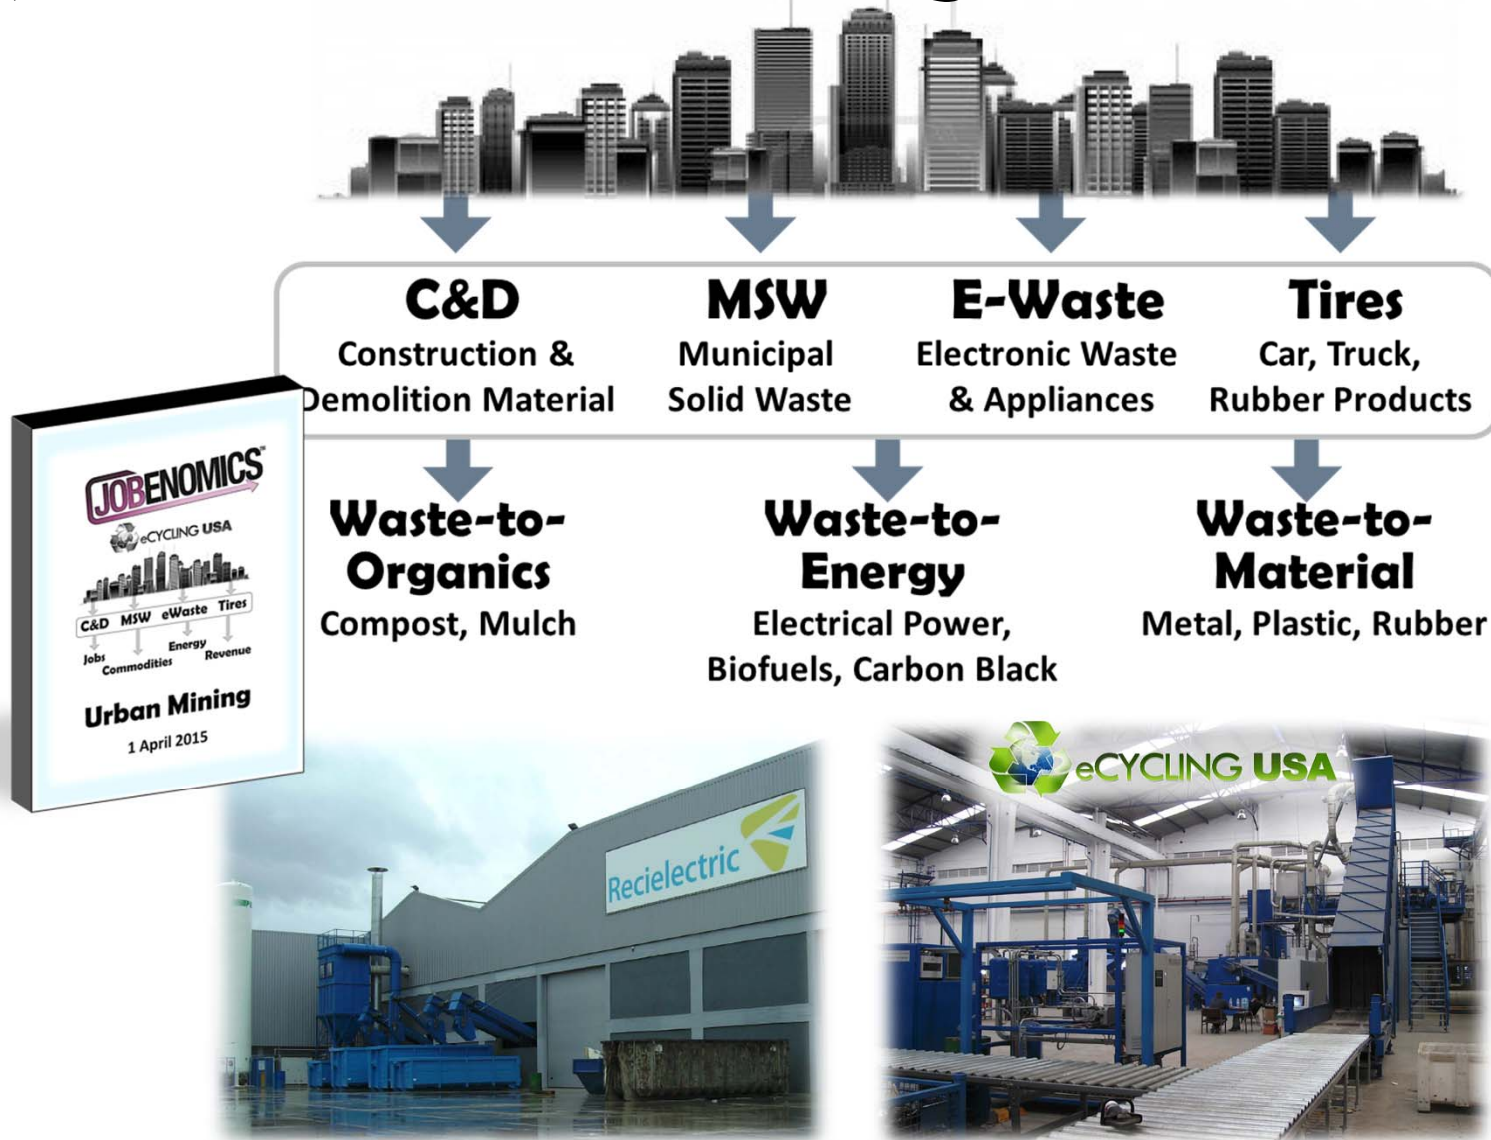 C&D
Construction &
Demolition Material
MSW
Municipal
Solid Waste
E-Waste
Electronic Waste
& Appliances
Tires
Car, Truck,
Rubber Products
Waste-to-
Organics
Compost, Mulch
Waste-to-
Energy
Electrical Power,
Biofuels, Carbon Black
Waste-to-
Material
Metal, Plastic, Rubber
JOBENOMICS™
eCYCLING USA
C&D MSW eWaste Tires
Jobs
Commodities
Energy
Revenue
Urban Mining
1 April 2015
Recielectric
eCYCLING USA